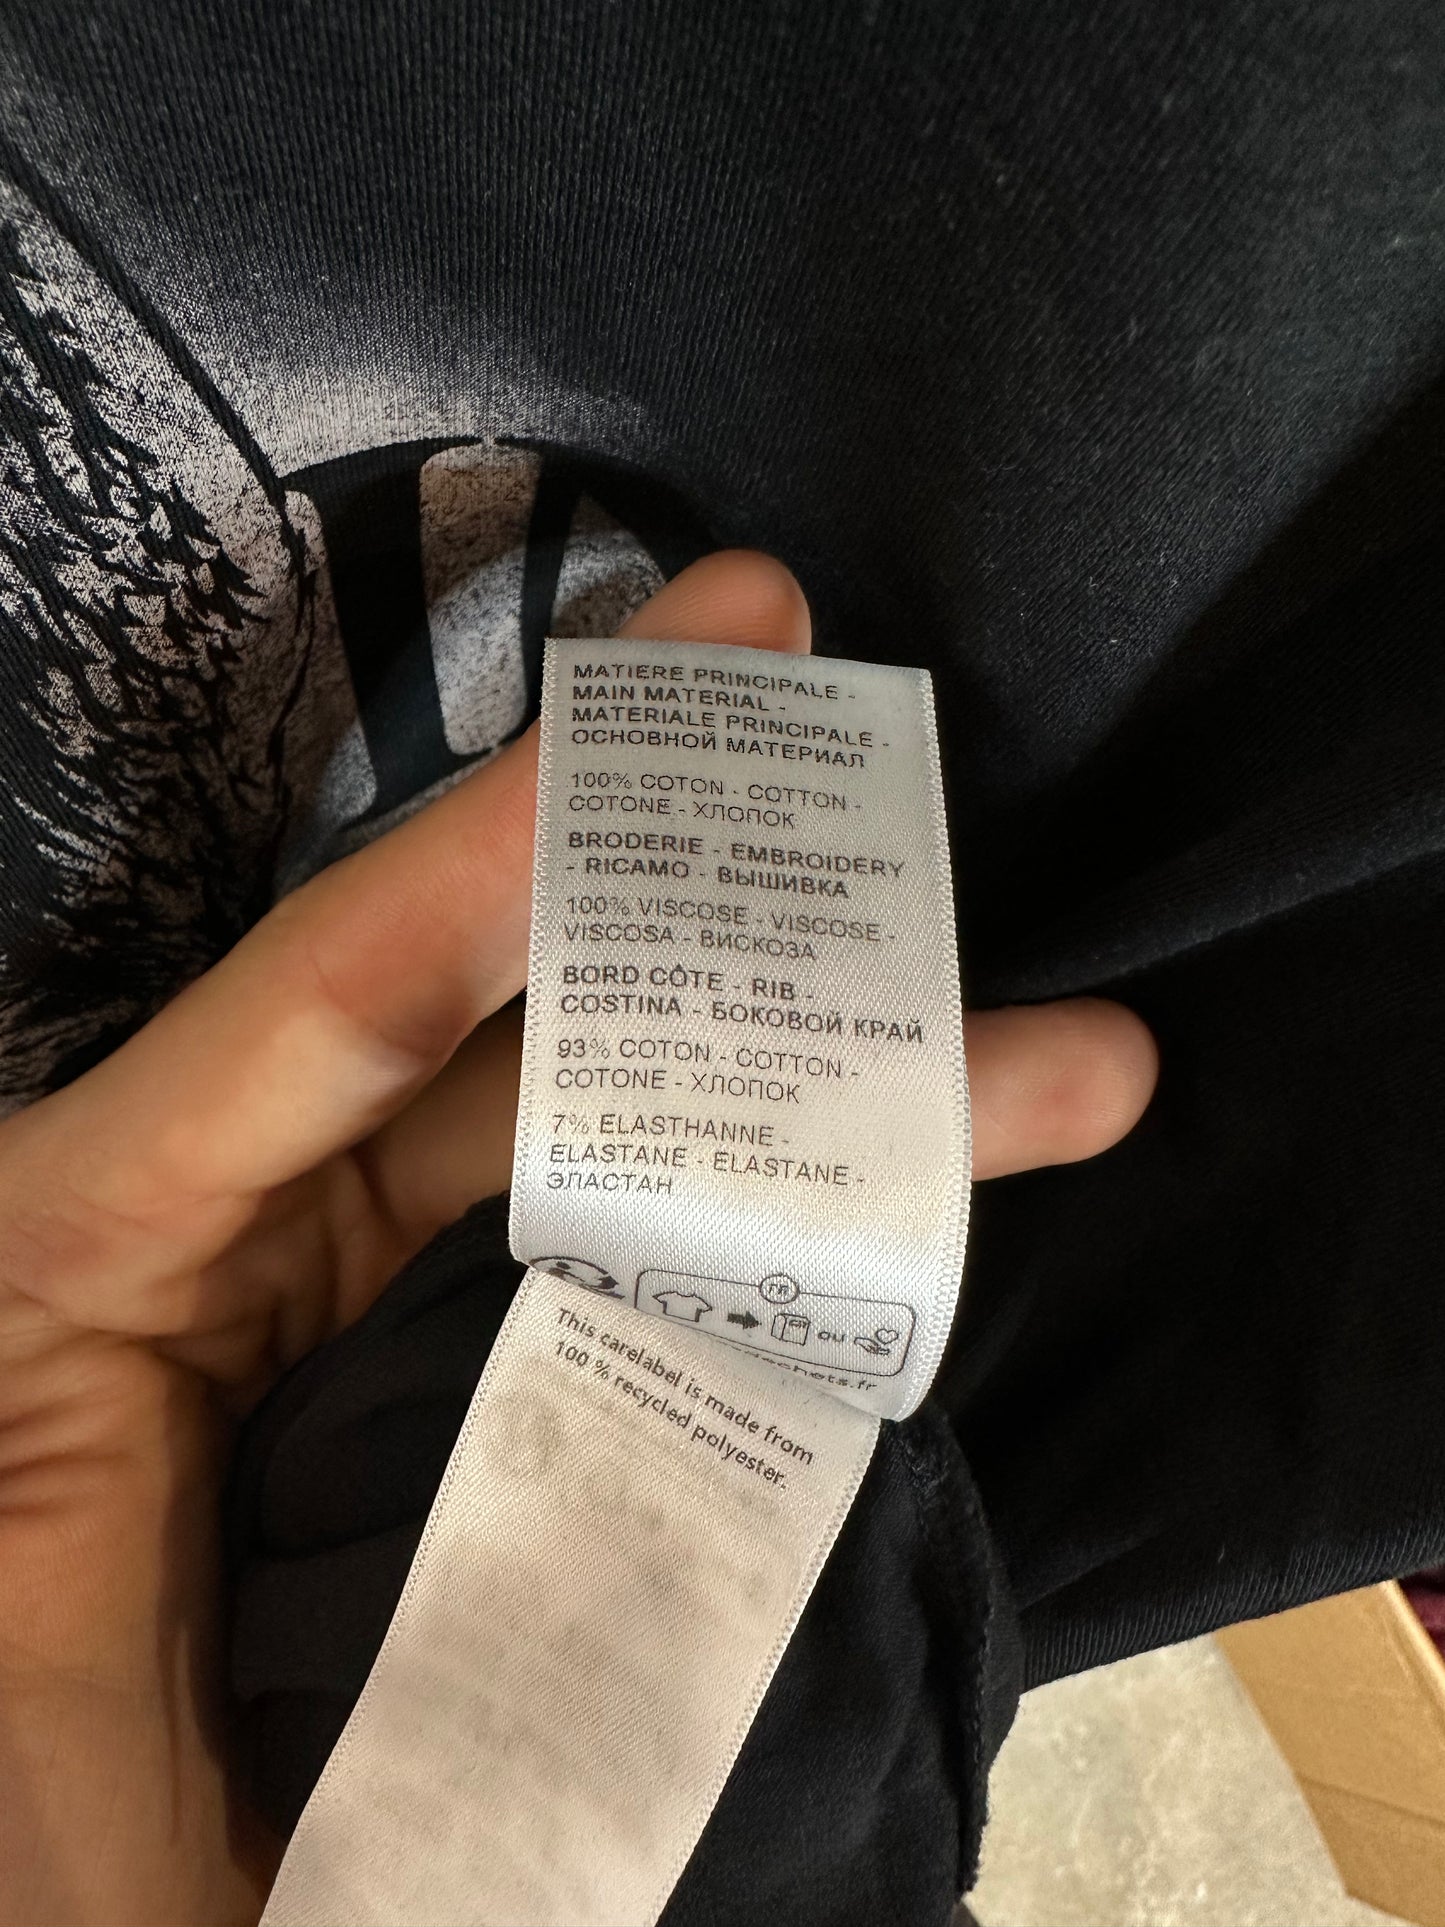 MATIERE PRINCIPALE -
MAIN MATERIAL -
MATERIALE PRINCIPALE -
ОСНОВНОЙ МАТЕРИАЛ
100% COTON - COTTON -
COTONE - ХЛОПОК
BRODERIE - EMBROIDERY
- RICAMO - ВЫШИВКА
100% VISCOSE - VISCOSE -
VISCOSA - ВИСКОЗА
BORD CÔTE - RIB -
COSTINA - БОКОВОЙ КРАЙ
93% COTON - COTTON -
COTONE - ХЛОПОК
7% ELASTHANNE -
ELASTANE - ELASTANE -
ЭЛАСТАН
FR
ou
dechets.fr
This carelabel is made from
100 % recycled polyester.